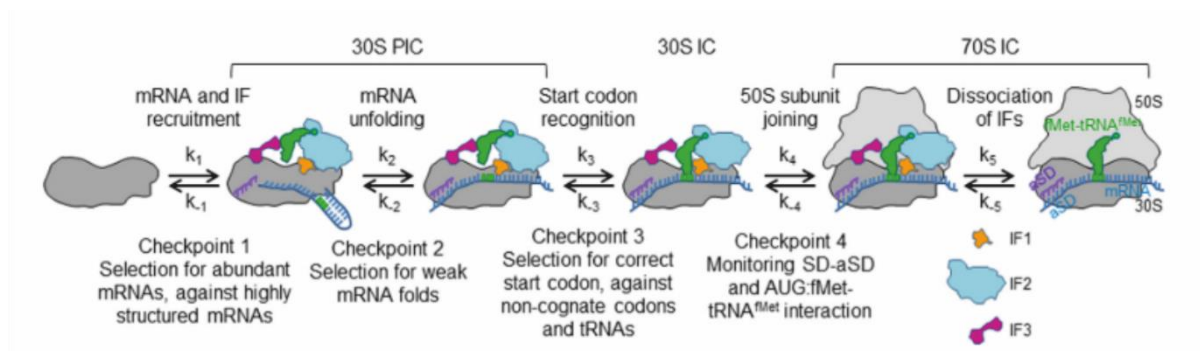 30S PIC
30S IC
70S IC
mRNA and IF
recruitment
mRNA
unfolding
Start codon
recognition
50S subunit
joining
Dissociation
of IFs
50S
fMet-tRNAfMet
k1
k-1
k2
k-2
k3
k-3
k4
k-4
k5
k-5
aSD
mRNA
aSD
30S
Checkpoint 1
Selection for abundant
mRNAs, against highly
structured mRNAs
Checkpoint 2
Selection for weak
mRNA folds
Checkpoint 3
Selection for correct
start codon, against
non-cognate codons
and tRNAs
Checkpoint 4
Monitoring SD-aSD
and AUG:fMet-
tRNAfMet interaction
IF1
IF2
IF3